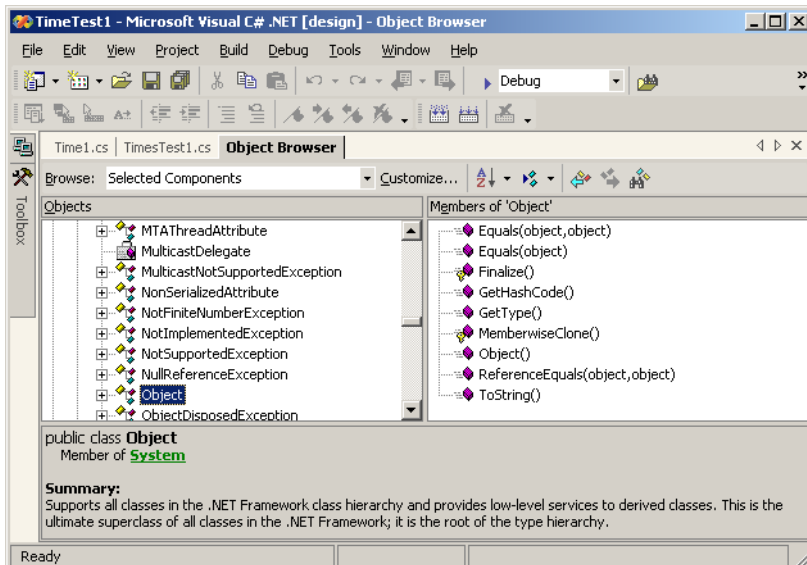 TimeTest1 - Microsoft Visual C# .NET [design] - Object Browser
File Edit View Project Build Debug Tools Window Help
Debug
Time1.cs TimesTest1.cs Object Browser
Toolbox
Browse: Selected Components Customize...
Objects
MTAThreadAttribute
MulticastDelegate
MulticastNotSupportedException
NonSerializedAttribute
NotFiniteNumberException
NotImplementedException
NotSupportedException
NullReferenceException
Object
ObjectDisposedException
Members of 'Object'
Equals(object,object)
Equals(object)
Finalize()
GetHashCode()
GetType()
MemberwiseClone()
Object()
ReferenceEquals(object,object)
ToString()
public class Object
Member of System
Summary:
Supports all classes in the .NET Framework class hierarchy and provides low-level services to derived classes. This is the
ultimate superclass of all classes in the .NET Framework; it is the root of the type hierarchy.
Ready